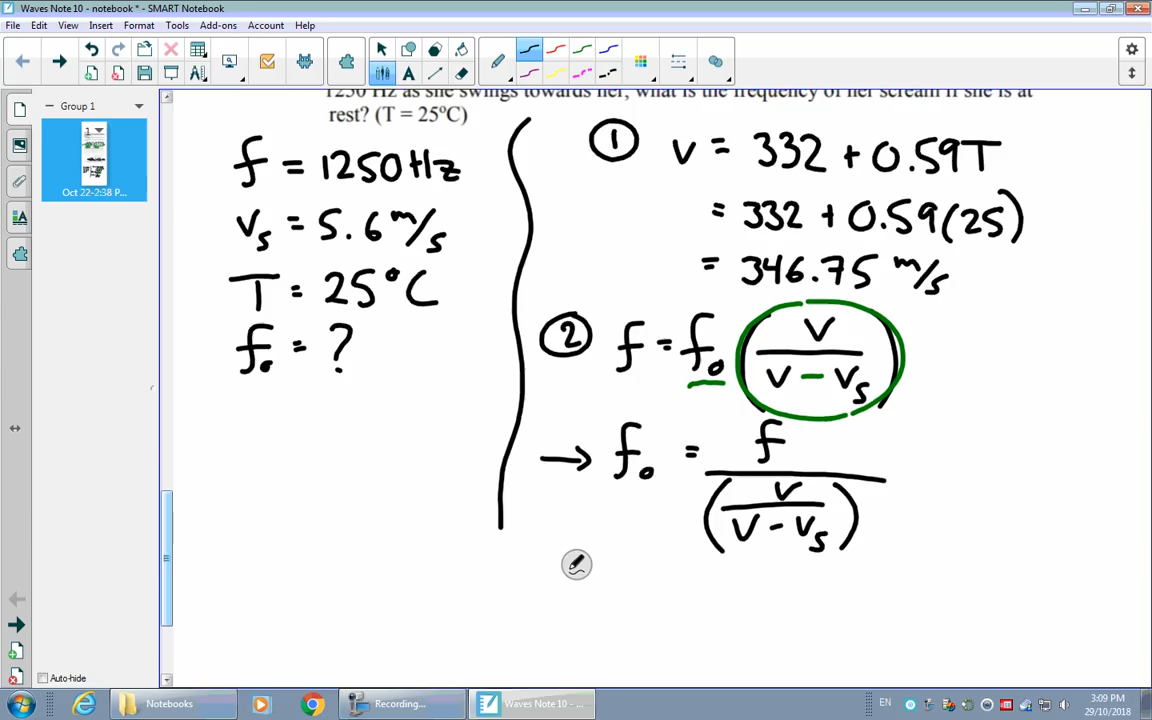 Waves Note 10 - notebook * - SMART Notebook
File Edit View Insert Format Tools Add-ons Account Help
Group 1
1
Oct 22-2:38 P...
1250 Hz as she swings towards her, what is the frequency of her scream if she is at
rest? (T = 25°C)
f = 1250 Hz
vs = 5.6 m/s
T = 25°C
fo = ?
① v = 332 + 0.59T
= 332 + 0.59(25)
= 346.75 m/s
② f = fo (v / v - vs)
→ fo = f / (v / v - vs)
Auto-hide
Notebooks
Recording...
Waves Note 10 - ...
EN
3:09 PM
29/10/2018